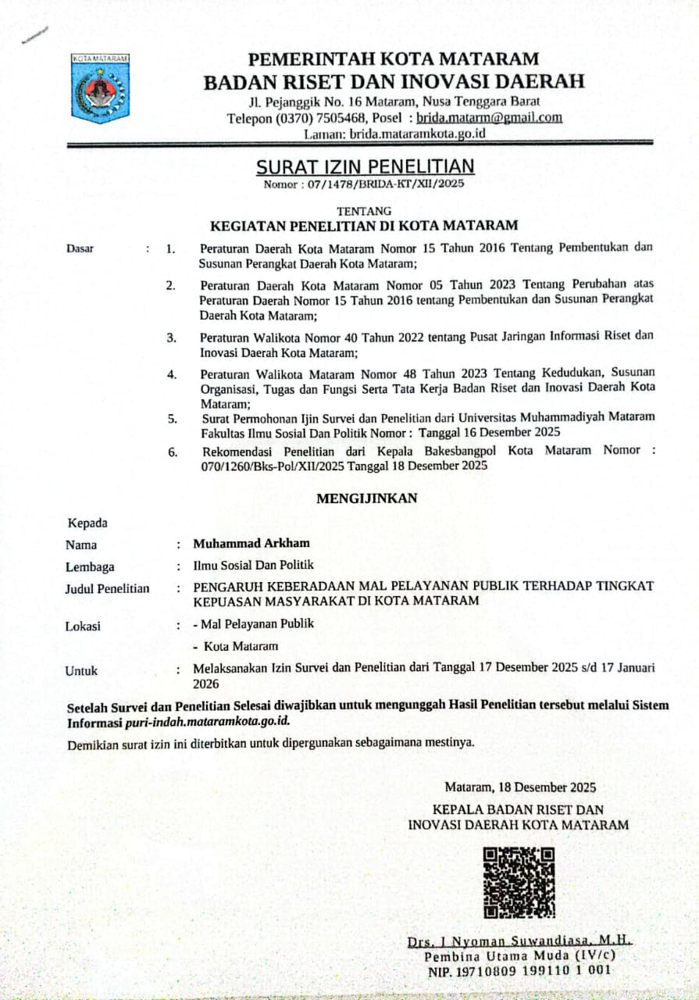 KOTA MATARAM
PEMERINTAH KOTA MATARAM
BADAN RISET DAN INOVASI DAERAH
Jl. Pejanggik No. 16 Mataram, Nusa Tenggara Barat
Telepon (0370) 7505468, Posel : brida.matarm@gmail.com
Laman: brida.mataramkota.go.id
SURAT IZIN PENELITIAN
Nomor : 07/1478/BRIDA-KT/XII/2025
TENTANG
KEGIATAN PENELITIAN DI KOTA MATARAM
Dasar : 1. Peraturan Daerah Kota Mataram Nomor 15 Tahun 2016 Tentang Pembentukan dan
Susunan Perangkat Daerah Kota Mataram;
2. Peraturan Daerah Kota Mataram Nomor 05 Tahun 2023 Tentang Perubahan atas
Peraturan Daerah Nomor 15 Tahun 2016 tentang Pembentukan dan Susunan Perangkat
Daerah Kota Mataram;
3. Peraturan Walikota Nomor 40 Tahun 2022 tentang Pusat Jaringan Informasi Riset dan
Inovasi Daerah Kota Mataram;
4. Peraturan Walikota Mataram Nomor 48 Tahun 2023 Tentang Kedudukan, Susunan
Organisasi, Tugas dan Fungsi Serta Tata Kerja Badan Riset dan Inovasi Daerah Kota
Mataram;
5. Surat Permohonan Ijin Survei dan Penelitian dari Universitas Muhammadiyah Mataram
Fakultas Ilmu Sosial Dan Politik Nomor : Tanggal 16 Desember 2025
6. Rekomendasi Penelitian dari Kepala Bakesbangpol Kota Mataram Nomor :
070/1260/Bks-Pol/XII/2025 Tanggal 18 Desember 2025
MENGIJINKAN
Kepada
Nama : Muhammad Arkham
Lembaga : Ilmu Sosial Dan Politik
Judul Penelitian : PENGARUH KEBERADAAN MAL PELAYANAN PUBLIK TERHADAP TINGKAT
KEPUASAN MASYARAKAT DI KOTA MATARAM
Lokasi : - Mal Pelayanan Publik
- Kota Mataram
Untuk : Melaksanakan Izin Survei dan Penelitian dari Tanggal 17 Desember 2025 s/d 17 Januari
2026
Setelah Survei dan Penelitian Selesai diwajibkan untuk mengunggah Hasil Penelitian tersebut melalui Sistem
Informasi puri-indah.mataramkota.go.id.
Demikian surat izin ini diterbitkan untuk dipergunakan sebagaimana mestinya.
Mataram, 18 Desember 2025
KEPALA BADAN RISET DAN
INOVASI DAERAH KOTA MATARAM
Drs. I Nyoman Suwandiasa, M.H.
Pembina Utama Muda (IV/c)
NIP. 19710809 199110 1 001